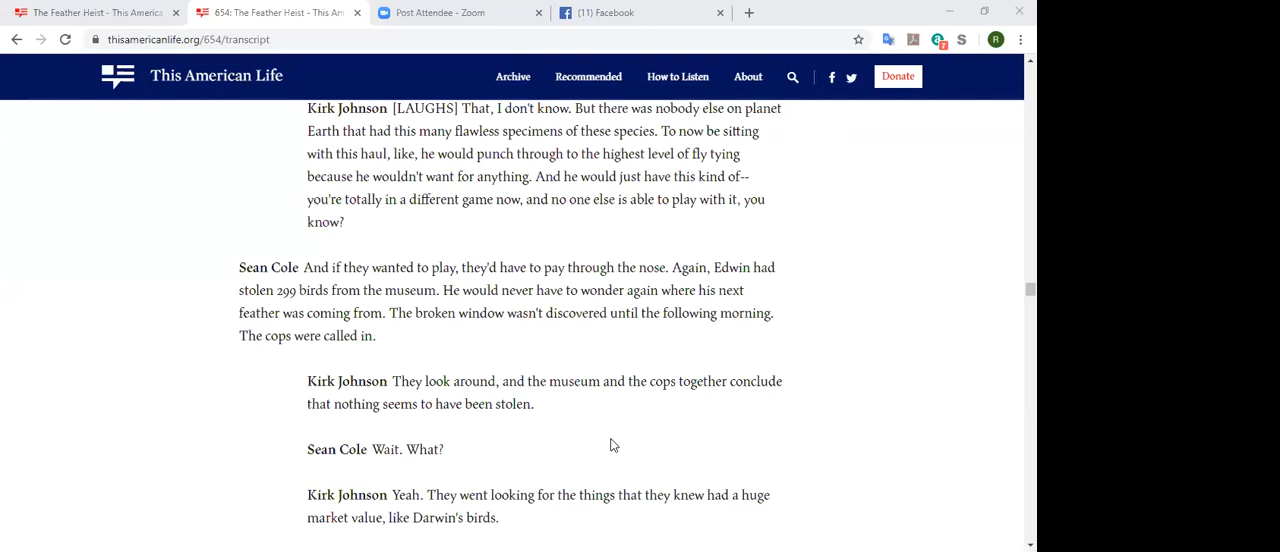 The Feather Heist - This America
654: The Feather Heist - This Am
Post Attendee - Zoom
(11) Facebook
thisamericanlife.org/654/transcript
7
S
R
This American Life
Archive
Recommended
How to Listen
About
Donate
Kirk Johnson [LAUGHS] That, I don't know. But there was nobody else on planet
Earth that had this many flawless specimens of these species. To now be sitting
with this haul, like, he would punch through to the highest level of fly tying
because he wouldn't want for anything. And he would just have this kind of--
you're totally in a different game now, and no one else is able to play with it, you
know?
Sean Cole And if they wanted to play, they'd have to pay through the nose. Again, Edwin had
stolen 299 birds from the museum. He would never have to wonder again where his next
feather was coming from. The broken window wasn't discovered until the following morning.
The cops were called in.
Kirk Johnson They look around, and the museum and the cops together conclude
that nothing seems to have been stolen.
Sean Cole Wait. What?
Kirk Johnson Yeah. They went looking for the things that they knew had a huge
market value, like Darwin's birds.